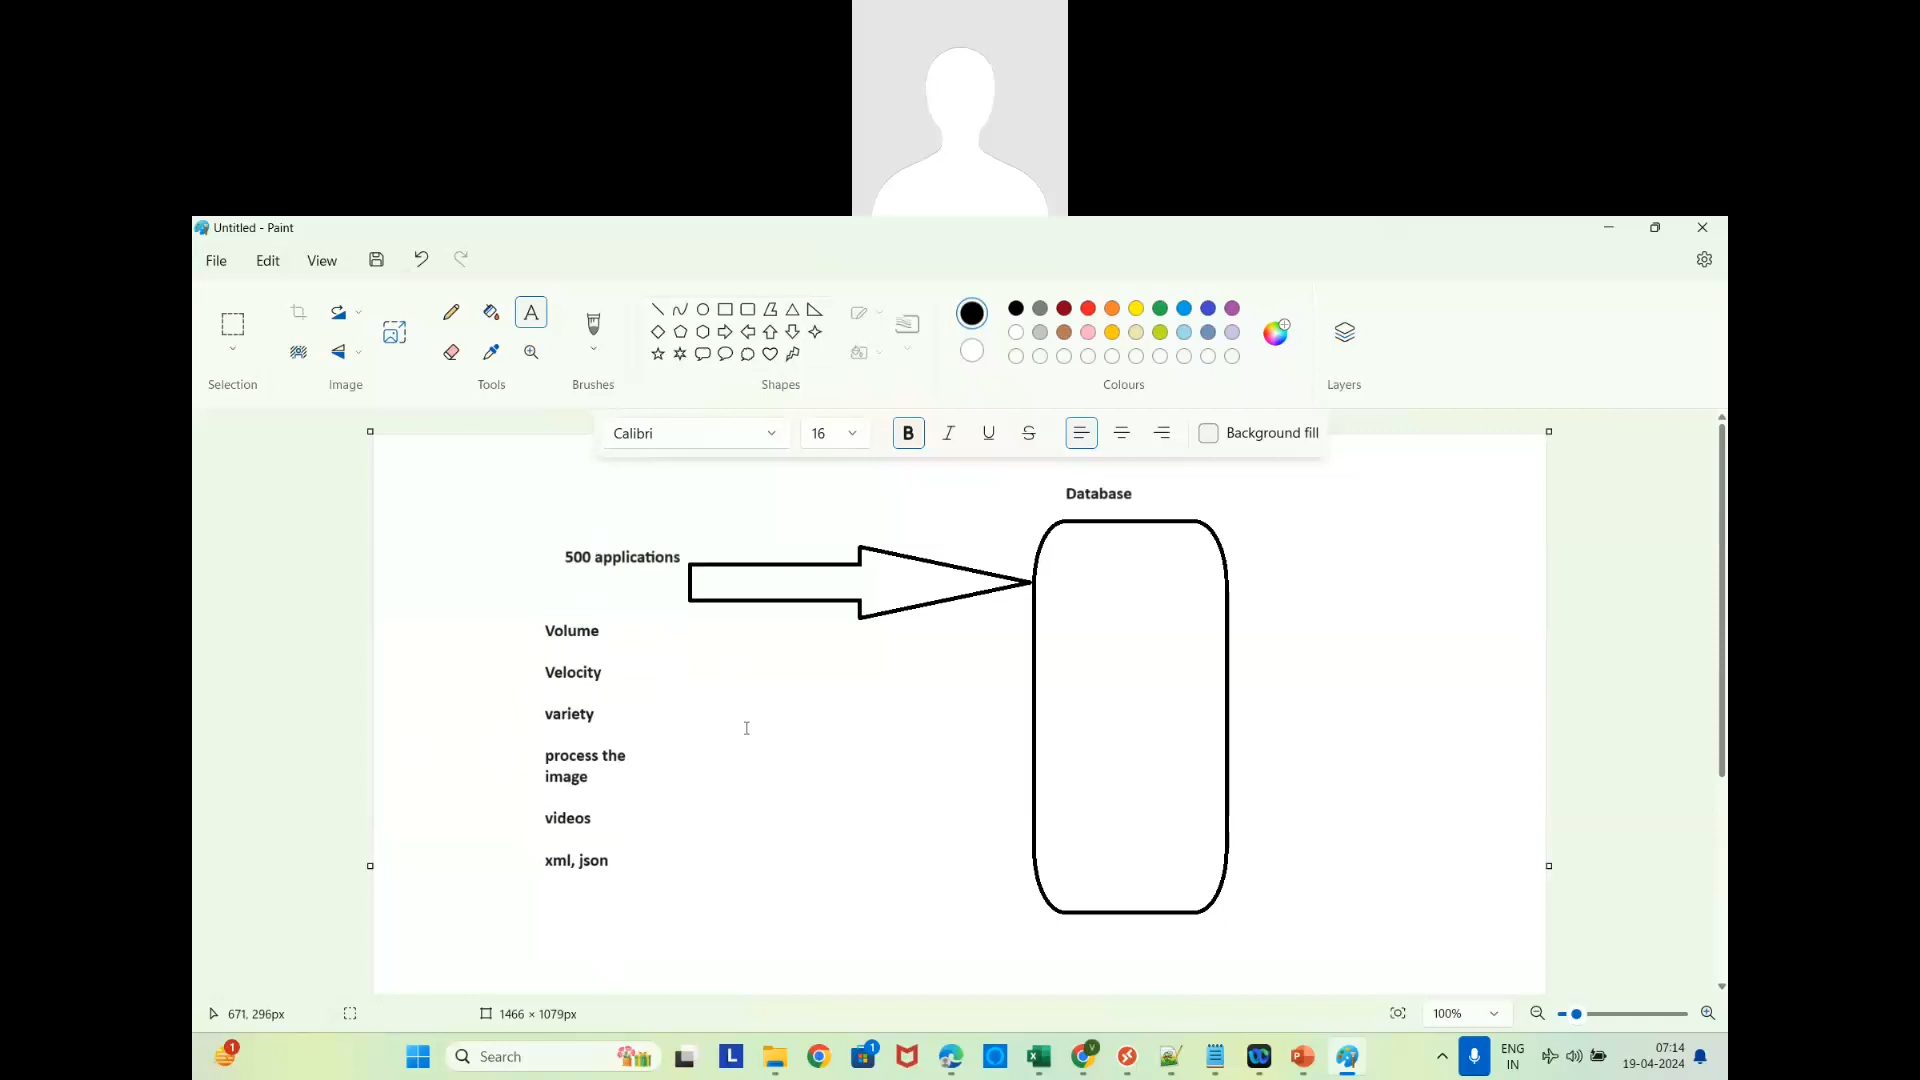 Untitled - Paint
File Edit View
Selection Image Tools Brushes Shapes Colours Layers
Calibri 16 B I U S Background fill
Database
500 applications
Volume
Velocity
variety
process the
image
videos
xml, json
671, 296px 1466 × 1079px 100%
Search
ENG
IN
07:14
19-04-2024